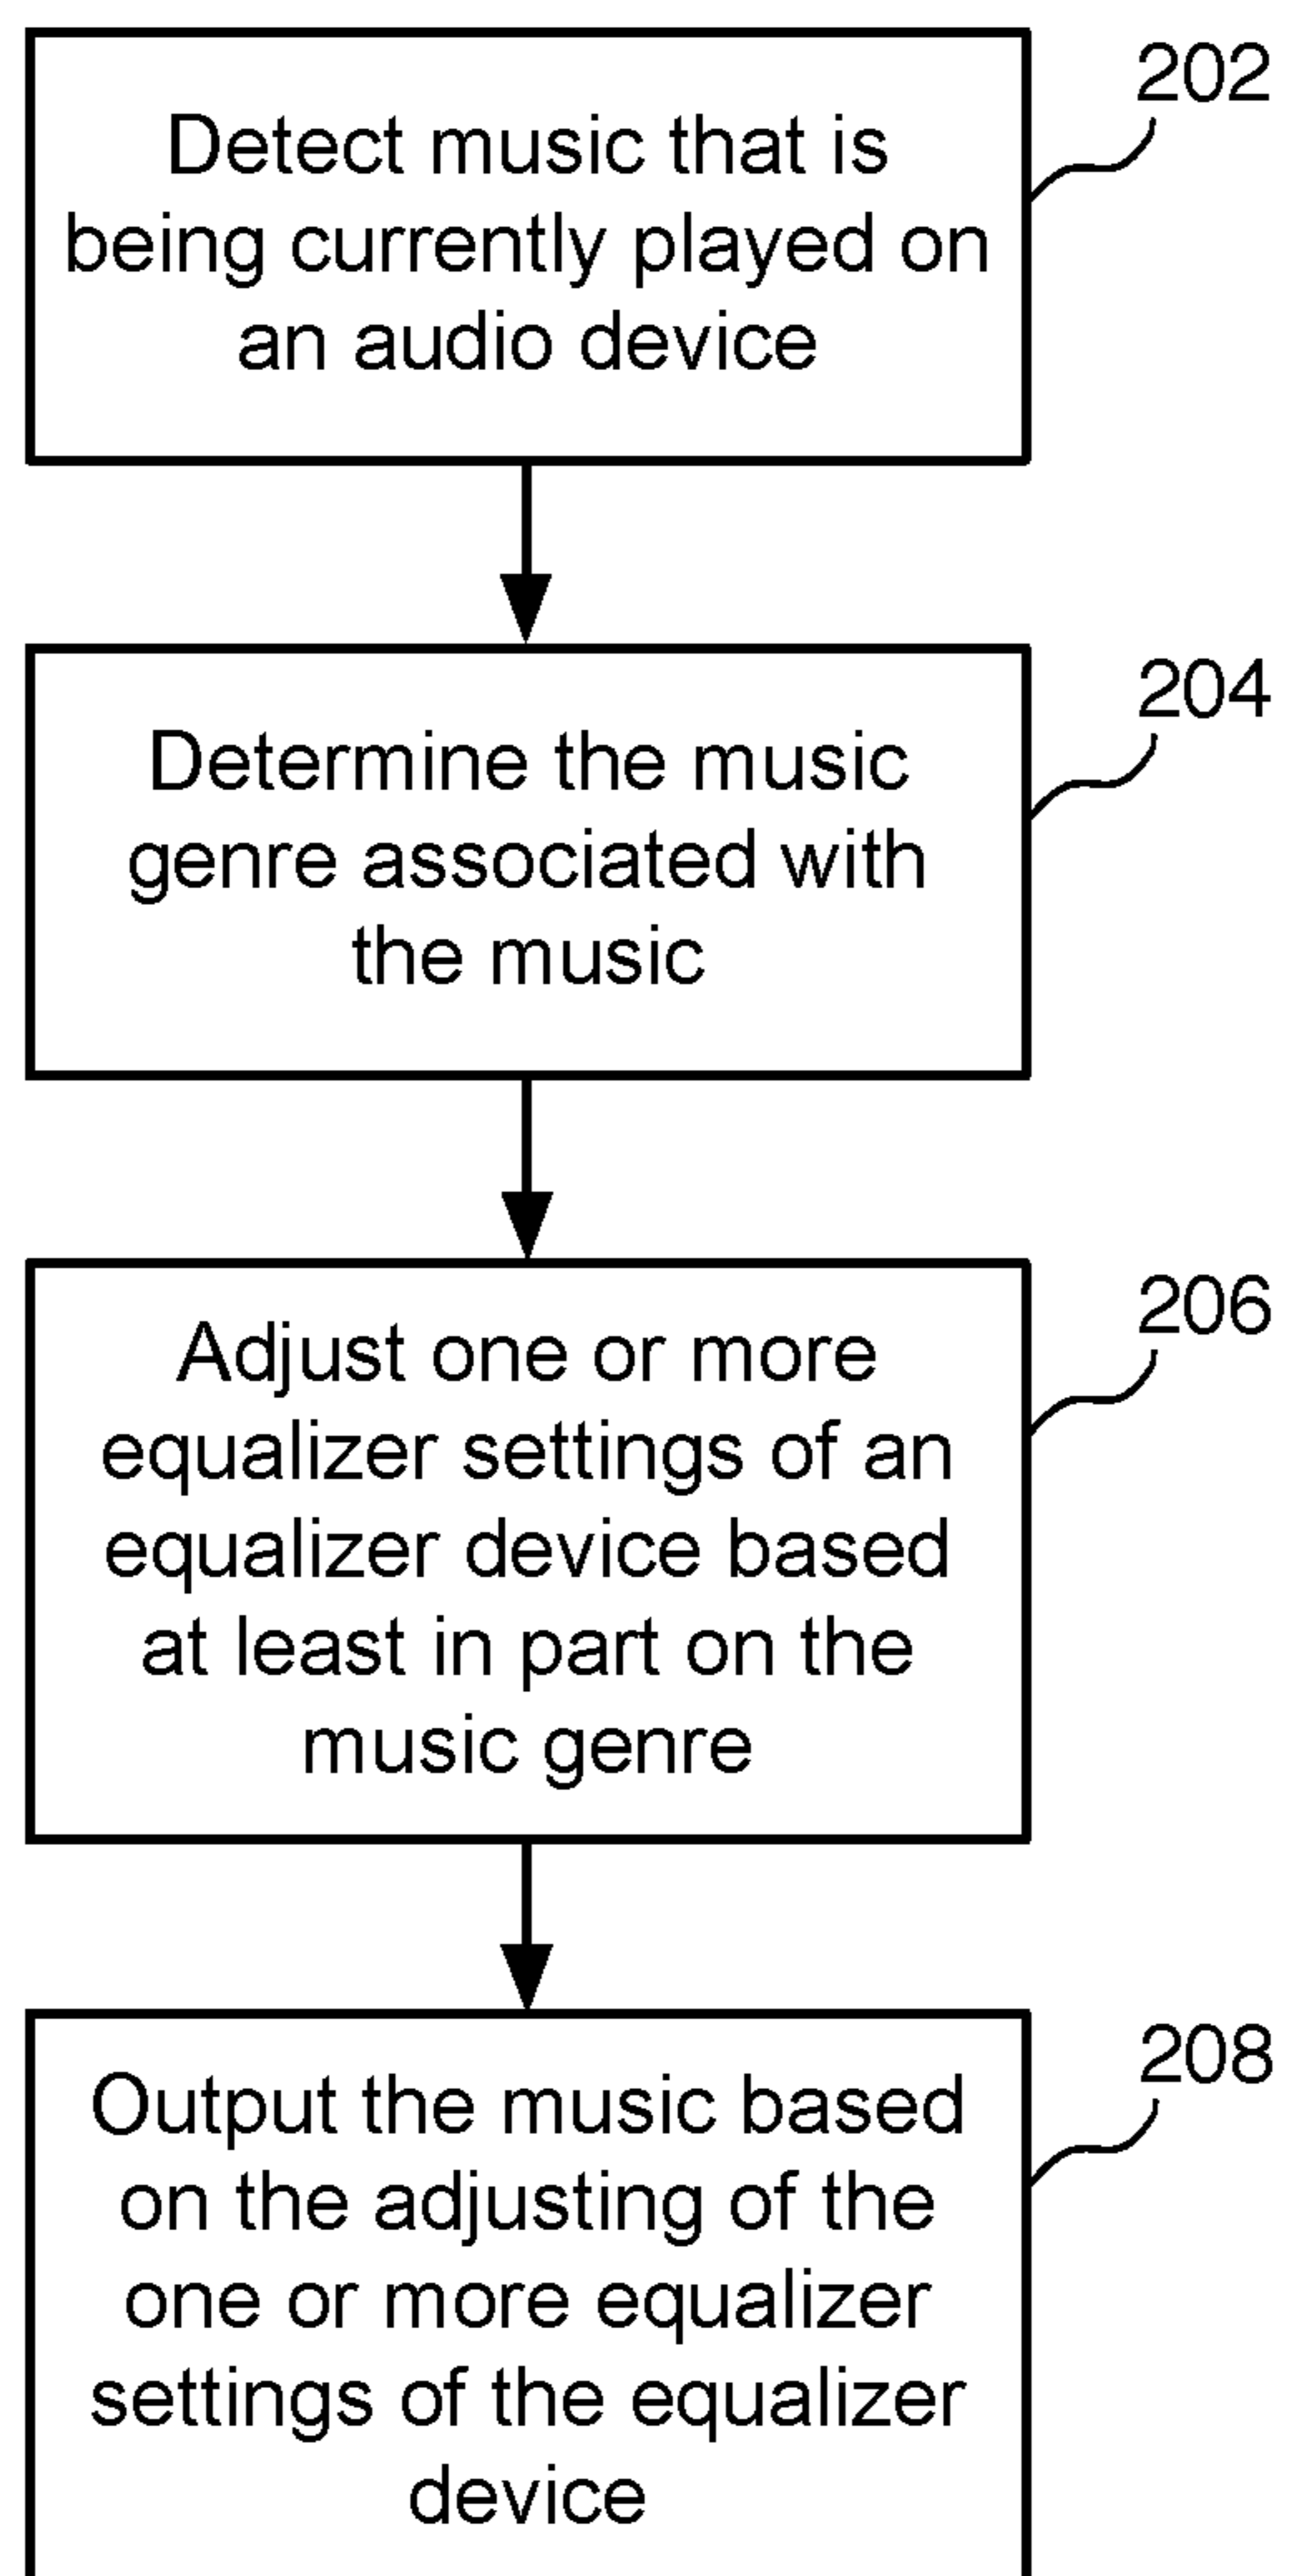 202
Detect music that is
being currently played on
an audio device
204
Determine the music
genre associated with
the music
206
Adjust one or more
equalizer settings of an
equalizer device based
at least in part on the
music genre
208
Output the music based
on the adjusting of the
one or more equalizer
settings of the equalizer
device